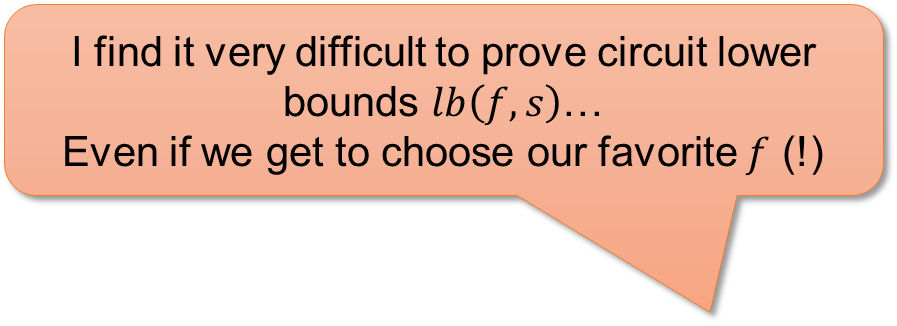 I find it very difficult to prove circuit lower
bounds 𝑙𝑏(𝑓, 𝑠)…
Even if we get to choose our favorite 𝑓 (!)